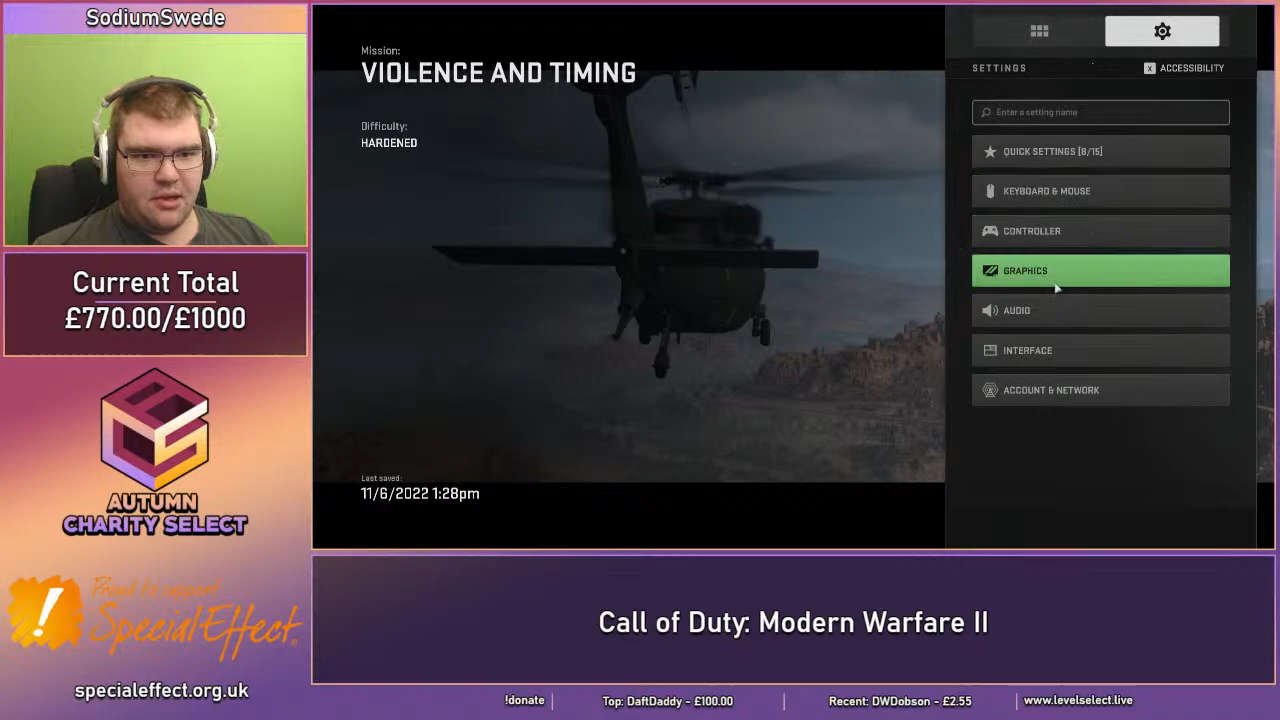 SodiumSwede
Current Total
£770.00/£1000
AUTUMN
CHARITY SELECT
Proud to support
SpecialEffect
specialeffect.org.uk
Mission:
VIOLENCE AND TIMING
Difficulty:
HARDENED
Last saved:
11/6/2022 1:28pm
SETTINGS
X ACCESSIBILITY
Enter a setting name
QUICK SETTINGS [8/15]
KEYBOARD & MOUSE
CONTROLLER
GRAPHICS
AUDIO
INTERFACE
ACCOUNT & NETWORK
Call of Duty: Modern Warfare II
!donate
Top: DaftDaddy - £100.00
Recent: DWDobson - £2.55
www.levelselect.live